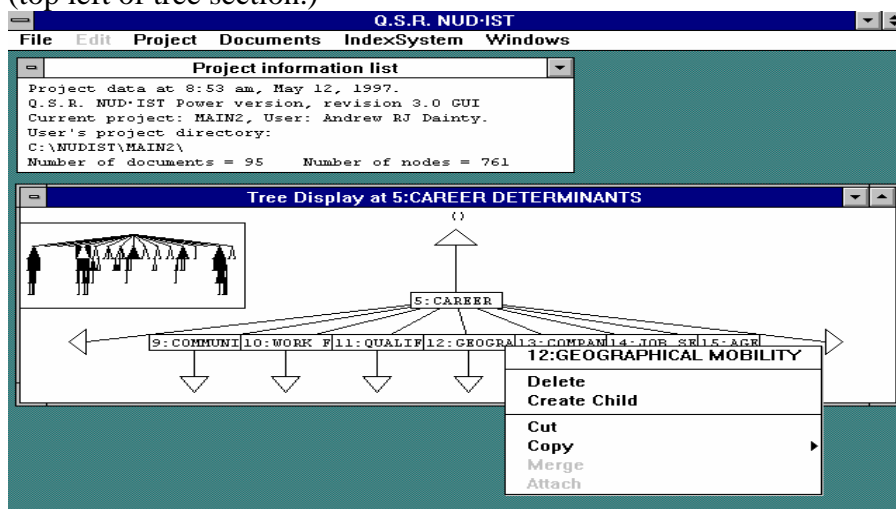 (top left of tree section.)
Q.S.R. NUD·IST
File Edit Project Documents IndexSystem Windows
Project information list
Project data at 8:53 am, May 12, 1997.
Q.S.R. NUD·IST Power version, revision 3.0 GUI
Current project: MAIN2, User: Andrew RJ Dainty.
User's project directory:
C:\NUDIST\MAIN2\
Number of documents = 95 Number of nodes = 761
Tree Display at 5:CAREER DETERMINANTS
()
5:CAREER
9:COMMUNI 10:WORK F 11:QUALIF 12:GEOGRA 13:COMPAN 14:JOB SE 15:AGE
12:GEOGRAPHICAL MOBILITY
Delete
Create Child
Cut
Copy
Merge
Attach